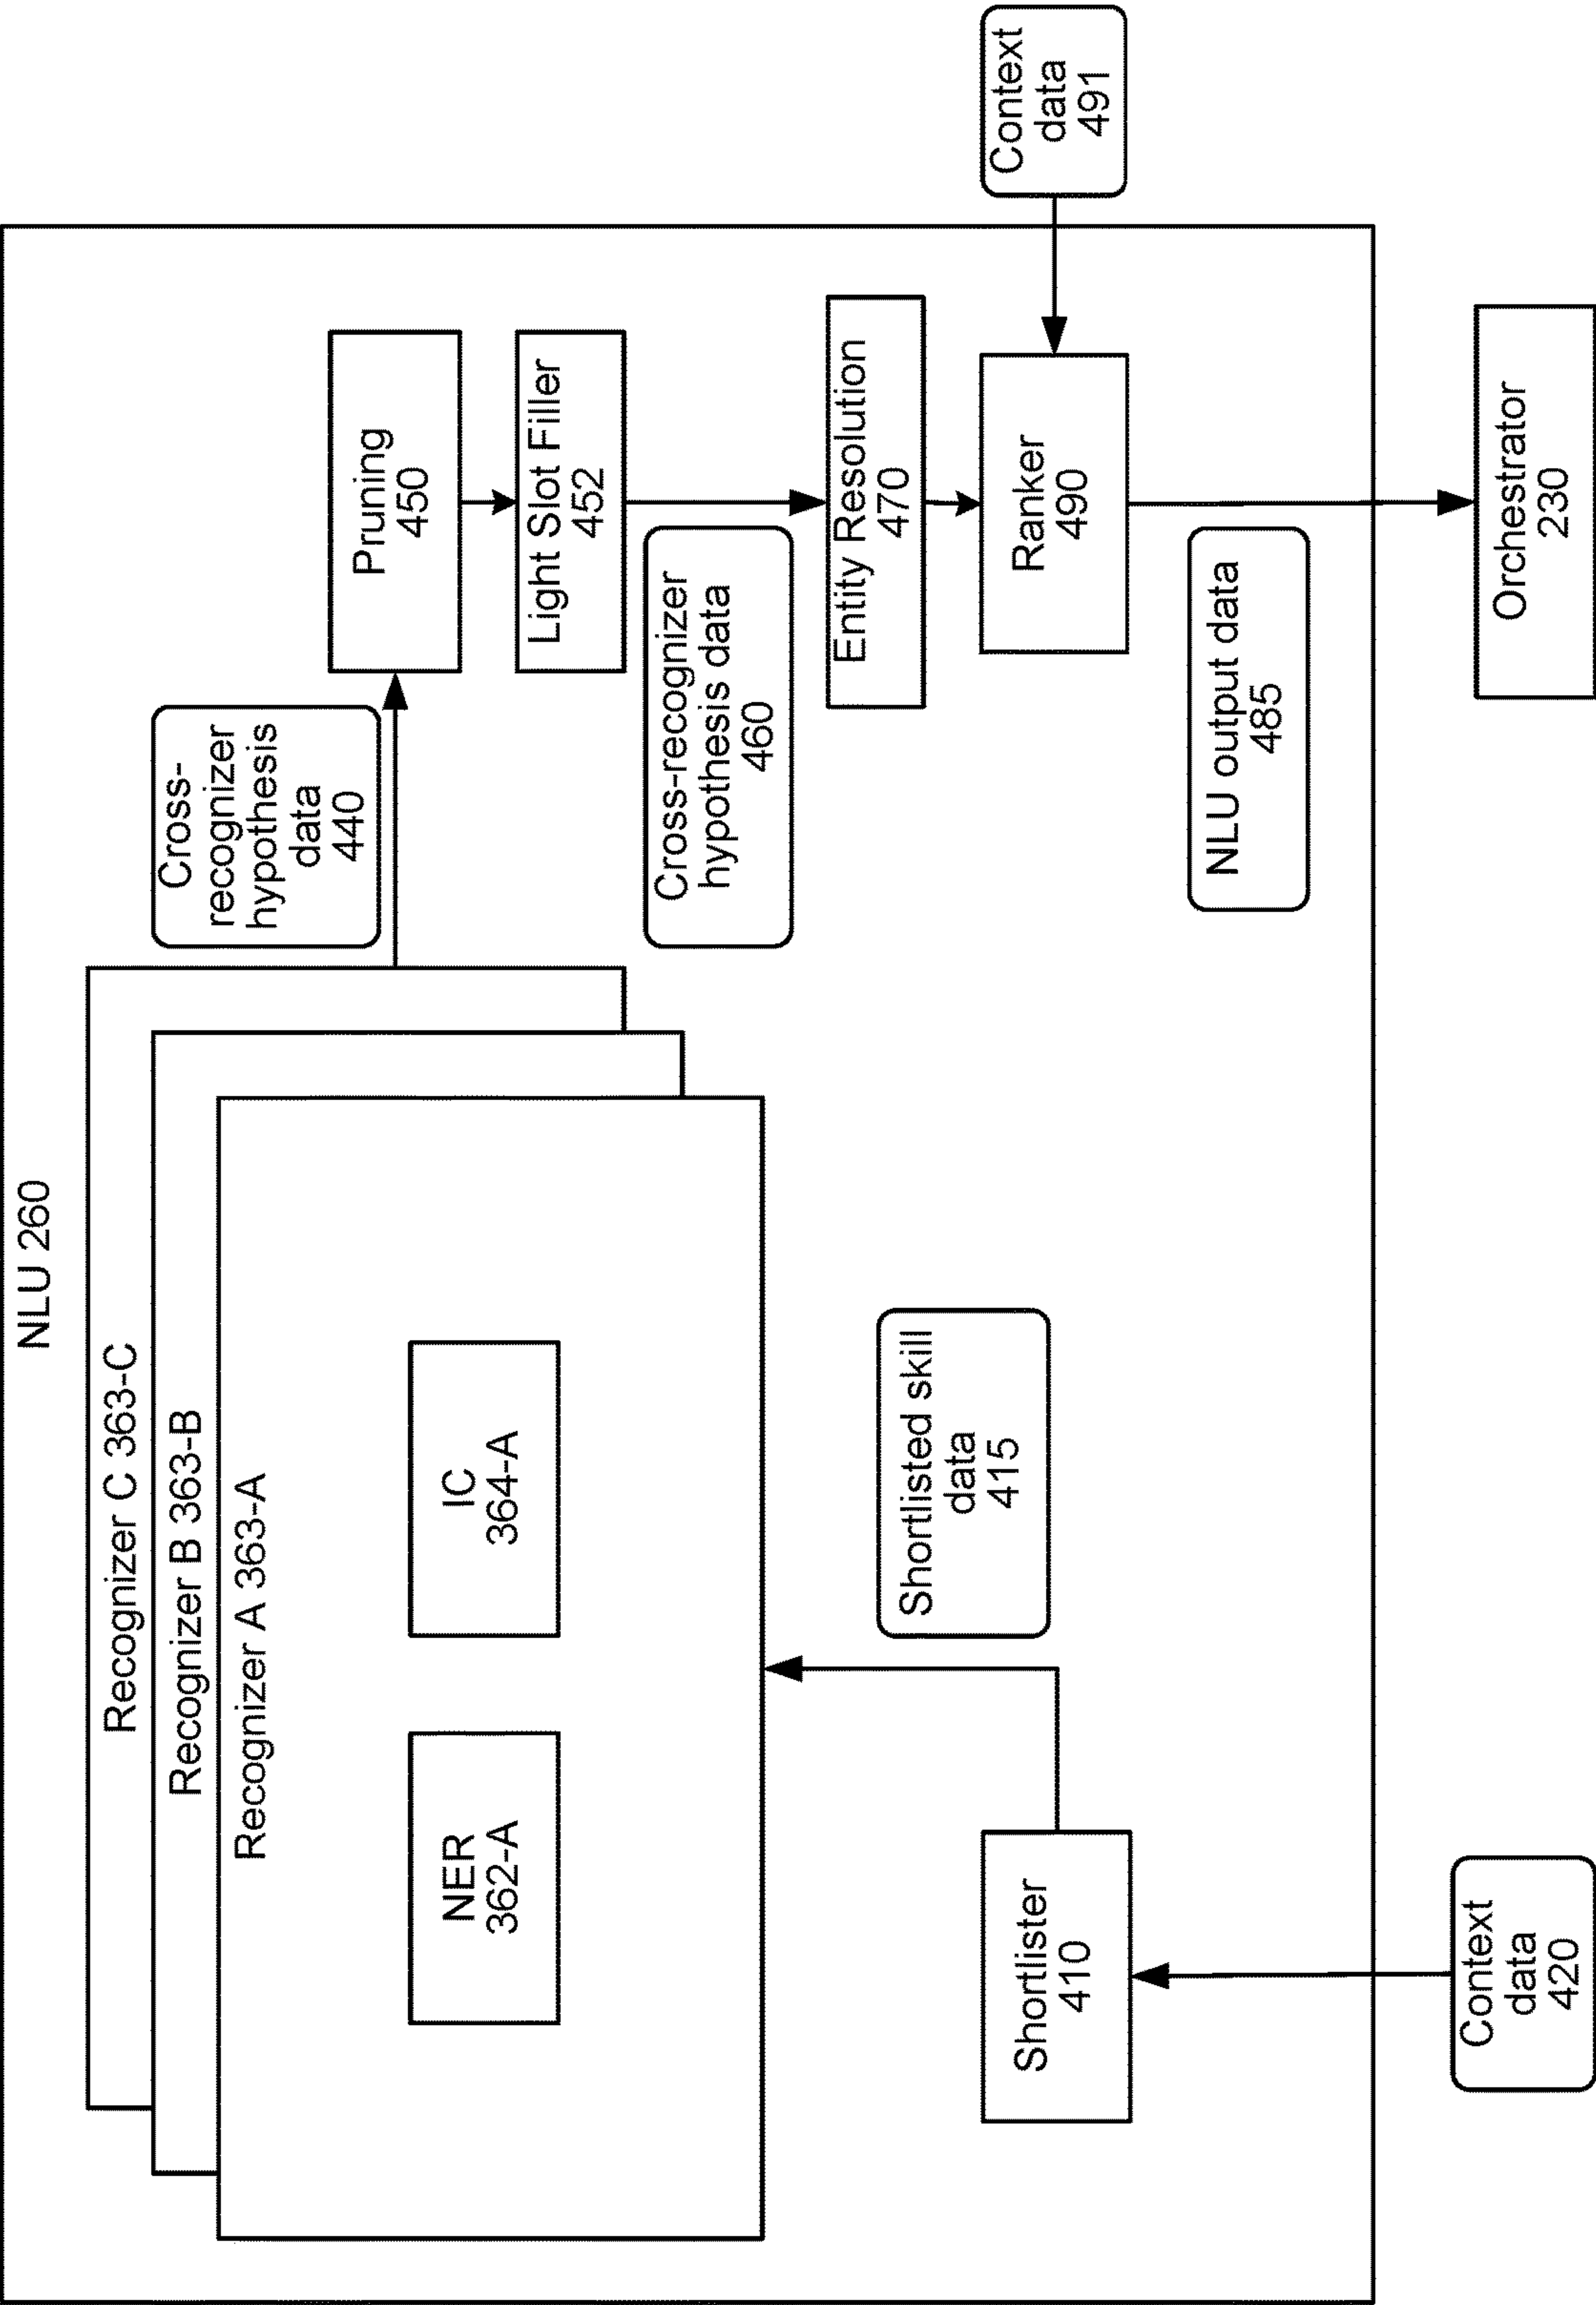 NLU 260
Recognizer C 363-C
Recognizer B 363-B
Recognizer A 363-A
NER
362-A
IC
364-A
Cross-
recognizer
hypothesis
data
440
Pruning
450
Light Slot Filler
452
Cross-recognizer
hypothesis data
460
Entity Resolution
470
Shortlister
410
Shortlisted skill
data
415
Ranker
490
Context
data
491
NLU output data
485
Context
data
420
Orchestrator
230